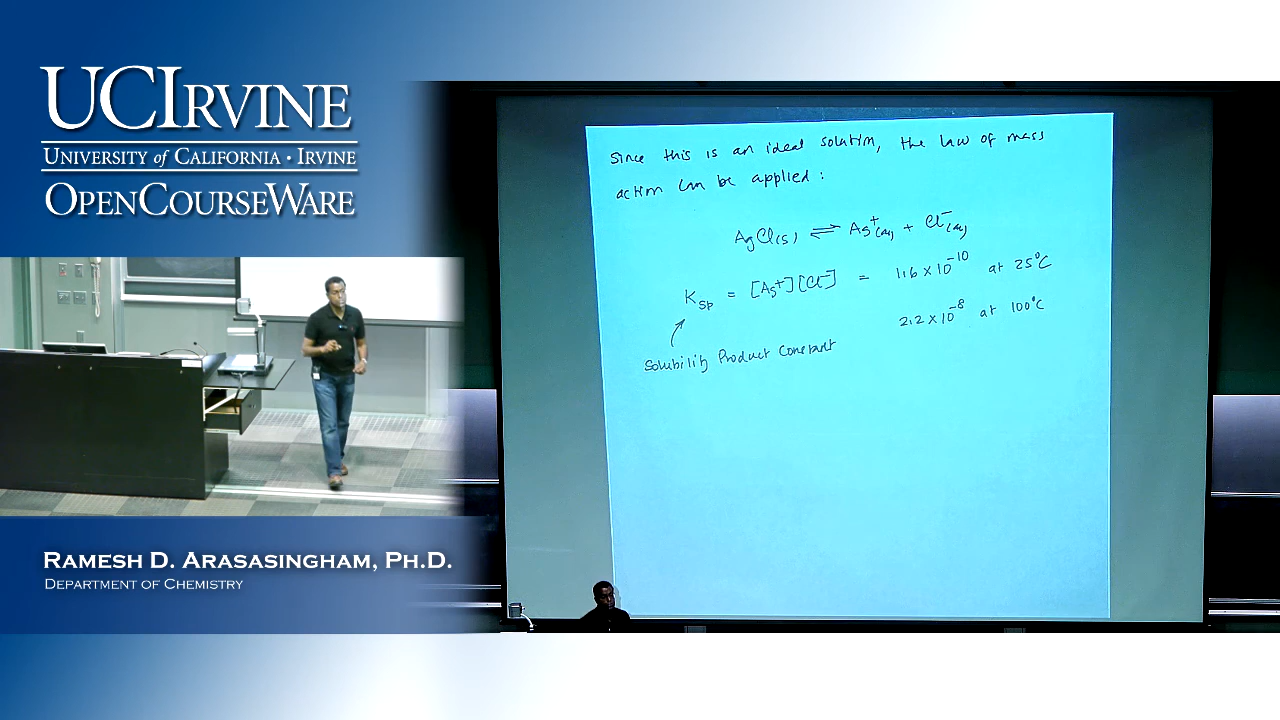 UCIRVINE
UNIVERSITY of CALIFORNIA · IRVINE
OPENCOURSEWARE
RAMESH D. ARASASINGHAM, PH.D.
DEPARTMENT OF CHEMISTRY
Since this is an ideal solution, the law of mass
action can be applied :
AgCl(s) ⇌ Ag⁺(aq) + Cl⁻(aq)
Ksp = [Ag⁺][Cl⁻] = 1.6 × 10⁻¹⁰ at 25°C
2.2 × 10⁻⁸ at 100°C
Solubility Product Constant